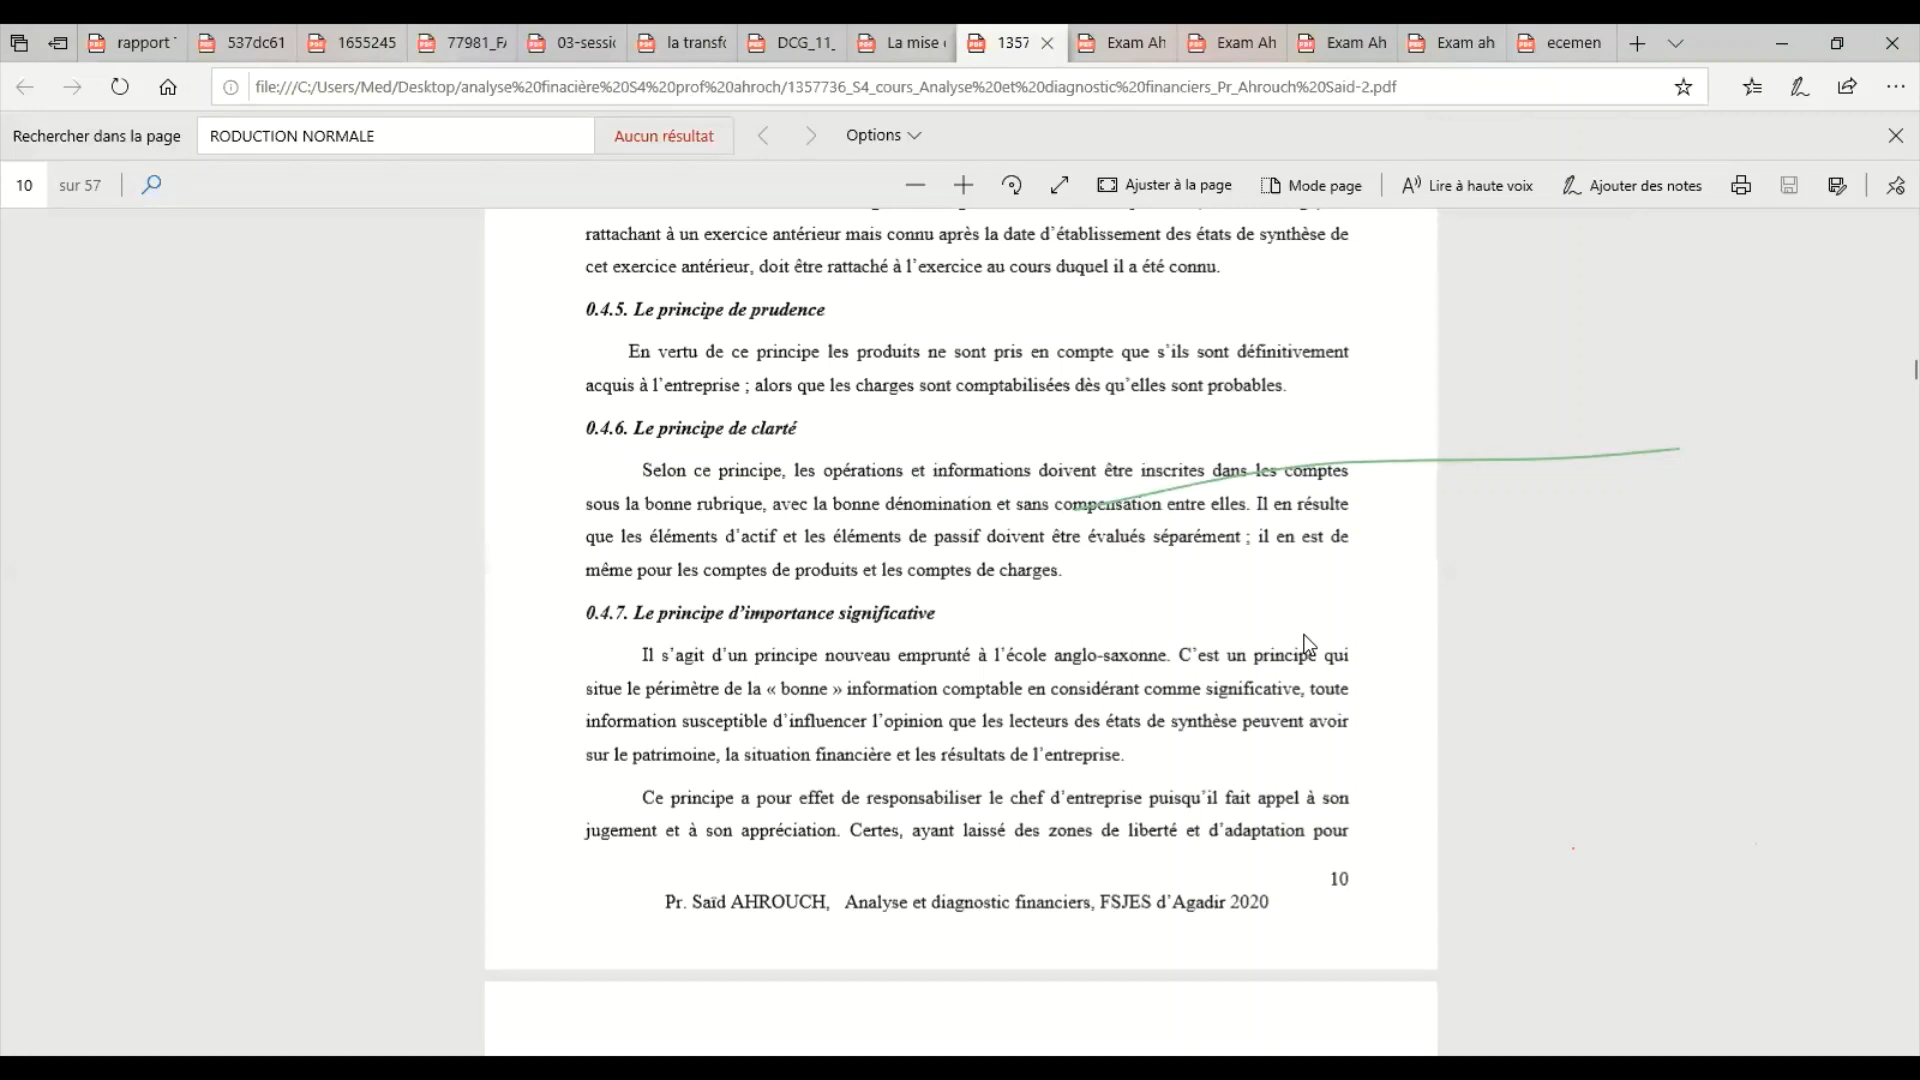 rapport
537dc61
1655245
77981_FA
03-sessic
la transfo
DCG_11_
La mise
1357
Exam Ah
Exam Ah
Exam Ah
Exam ah
ecemen
file:///C:/Users/Med/Desktop/analyse%20finacière%20S4%20prof%20ahroch/1357736_S4_cours_Analyse%20et%20diagnostic%20financiers_Pr_Ahrouch%20Said-2.pdf
Rechercher dans la page
RODUCTION NORMALE
Aucun résultat
Options
10
sur 57
Ajuster à la page
Mode page
Lire à haute voix
Ajouter des notes
rattachant à un exercice antérieur mais connu après la date d’établissement des états de synthèse de
cet exercice antérieur, doit être rattaché à l’exercice au cours duquel il a été connu.
0.4.5. Le principe de prudence
En vertu de ce principe les produits ne sont pris en compte que s’ils sont définitivement
acquis à l’entreprise ; alors que les charges sont comptabilisées dès qu’elles sont probables.
0.4.6. Le principe de clarté
Selon ce principe, les opérations et informations doivent être inscrites dans les comptes
sous la bonne rubrique, avec la bonne dénomination et sans compensation entre elles. Il en résulte
que les éléments d’actif et les éléments de passif doivent être évalués séparément ; il en est de
même pour les comptes de produits et les comptes de charges.
0.4.7. Le principe d’importance significative
Il s’agit d’un principe nouveau emprunté à l’école anglo-saxonne. C’est un principe qui
situe le périmètre de la « bonne » information comptable en considérant comme significative, toute
information susceptible d’influencer l’opinion que les lecteurs des états de synthèse peuvent avoir
sur le patrimoine, la situation financière et les résultats de l’entreprise.
Ce principe a pour effet de responsabiliser le chef d’entreprise puisqu’il fait appel à son
jugement et à son appréciation. Certes, ayant laissé des zones de liberté et d’adaptation pour
10
Pr. Saïd AHROUCH, Analyse et diagnostic financiers, FSJES d’Agadir 2020